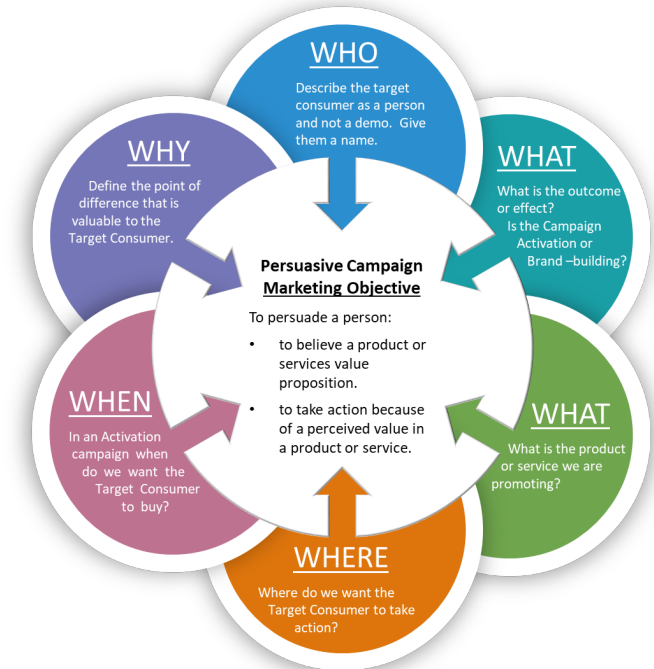 WHO
Describe the target
consumer as a person
and not a demo.  Give
them a name.
WHAT
What is the outcome
or effect?
Is the Campaign
Activation or
Brand –building?
WHAT
What is the product
or service we are
promoting?
WHERE
Where do we want the
Target Consumer to take
action?
WHEN
In an Activation
campaign when
do we want the
Target Consumer
to buy?
WHY
Define the point of
difference that is
valuable to the
Target Consumer.
Persuasive Campaign
Marketing Objective
To persuade a person:
• to believe a product or
services value
proposition.
• to take action because
of a perceived value in
a product or service.